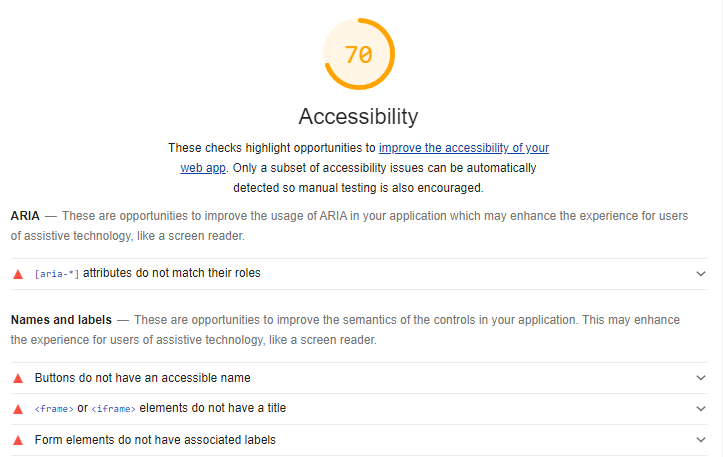 70
Accessibility
These checks highlight opportunities to improve the accessibility of your
web app. Only a subset of accessibility issues can be automatically
detected so manual testing is also encouraged.
ARIA — These are opportunities to improve the usage of ARIA in your application which may enhance the experience for users
of assistive technology, like a screen reader.
[aria-*] attributes do not match their roles
Names and labels — These are opportunities to improve the semantics of the controls in your application. This may enhance
the experience for users of assistive technology, like a screen reader.
Buttons do not have an accessible name
<frame> or <iframe> elements do not have a title
Form elements do not have associated labels